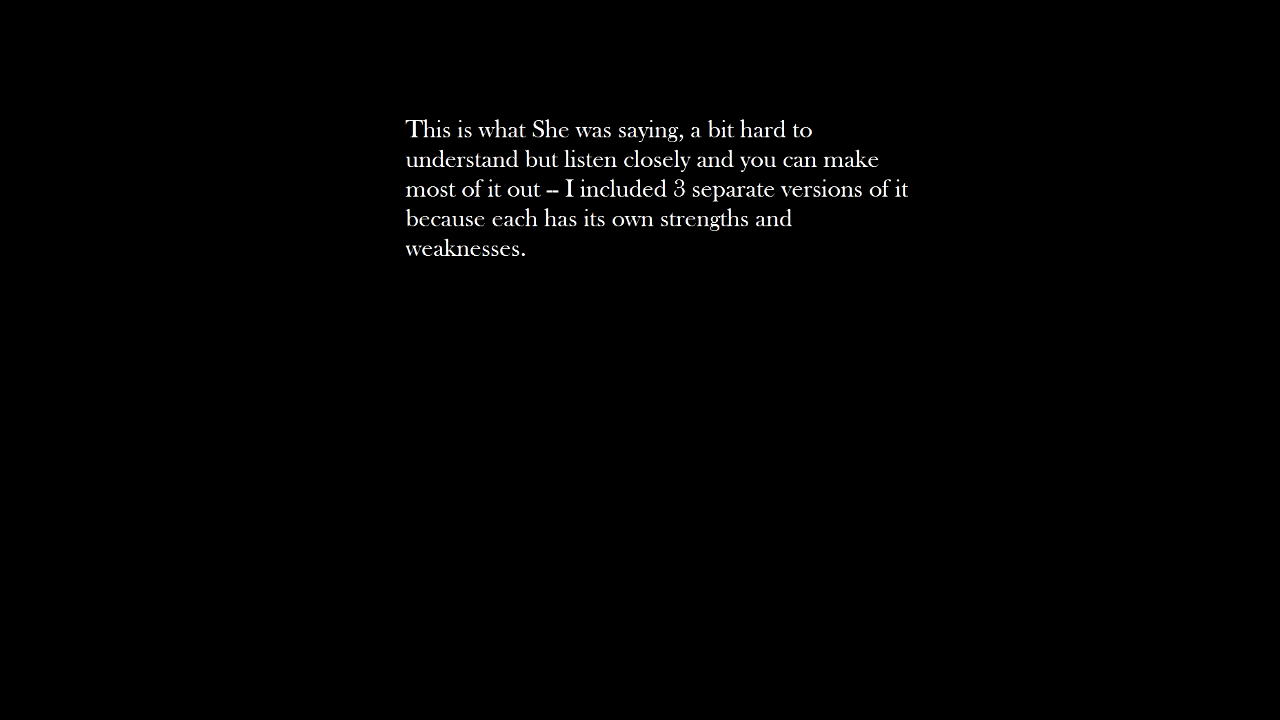 This is what She was saying, a bit hard to
understand but listen closely and you can make
most of it out -- I included 3 separate versions of it
because each has its own strengths and
weaknesses.